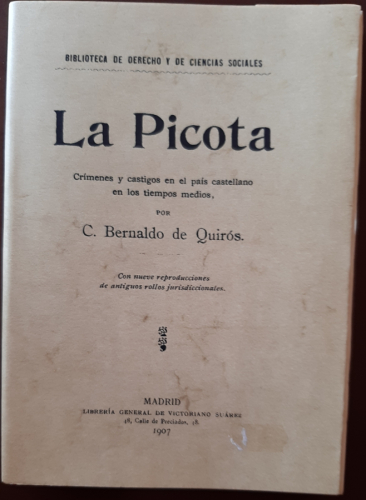 BIBLIOTECA DE DERECHO Y DE CIENCIAS SOCIALES
La Picota
Crímenes y castigos en el país castellano
en los tiempos medios,
POR
C. Bernaldo de Quirós.
Con nueve reproducciones
de antiguos rollos jurisdiccionales.
MADRID
LIBRERÍA GENERAL DE VICTORIANO SUÁREZ
48, Calle de Preciados, 48.
1907